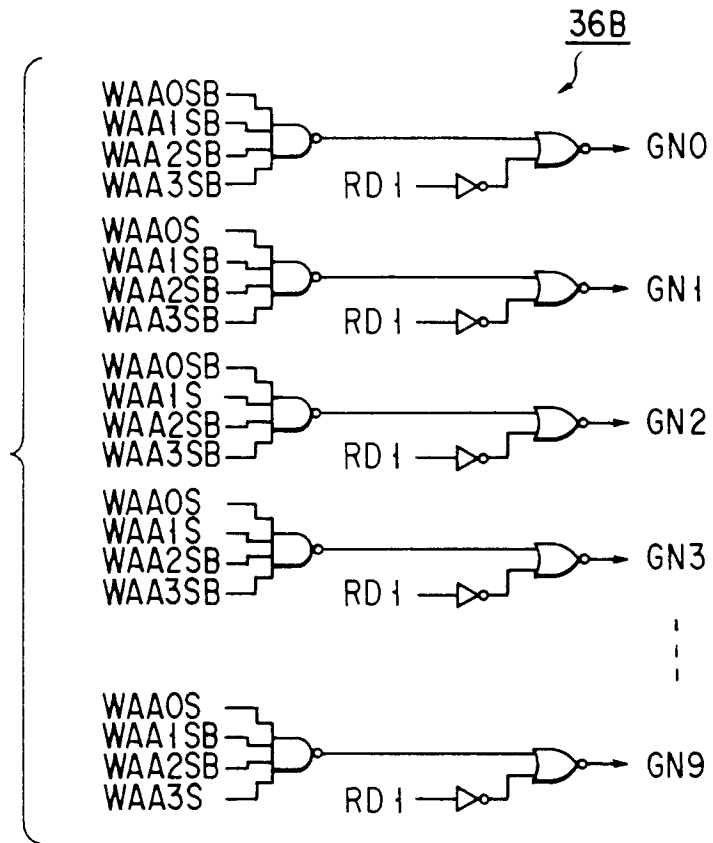 36B
WAA0SB
WAA1SB
WAA2SB
WAA3SB
RD1
GN0
WAA0S
WAA1SB
WAA2SB
WAA3SB
RD1
GN1
WAA0SB
WAA1S
WAA2SB
WAA3SB
RD1
GN2
WAA0S
WAA1S
WAA2SB
WAA3SB
RD1
GN3
WAA0S
WAA1SB
WAA2SB
WAA3S
RD1
GN9